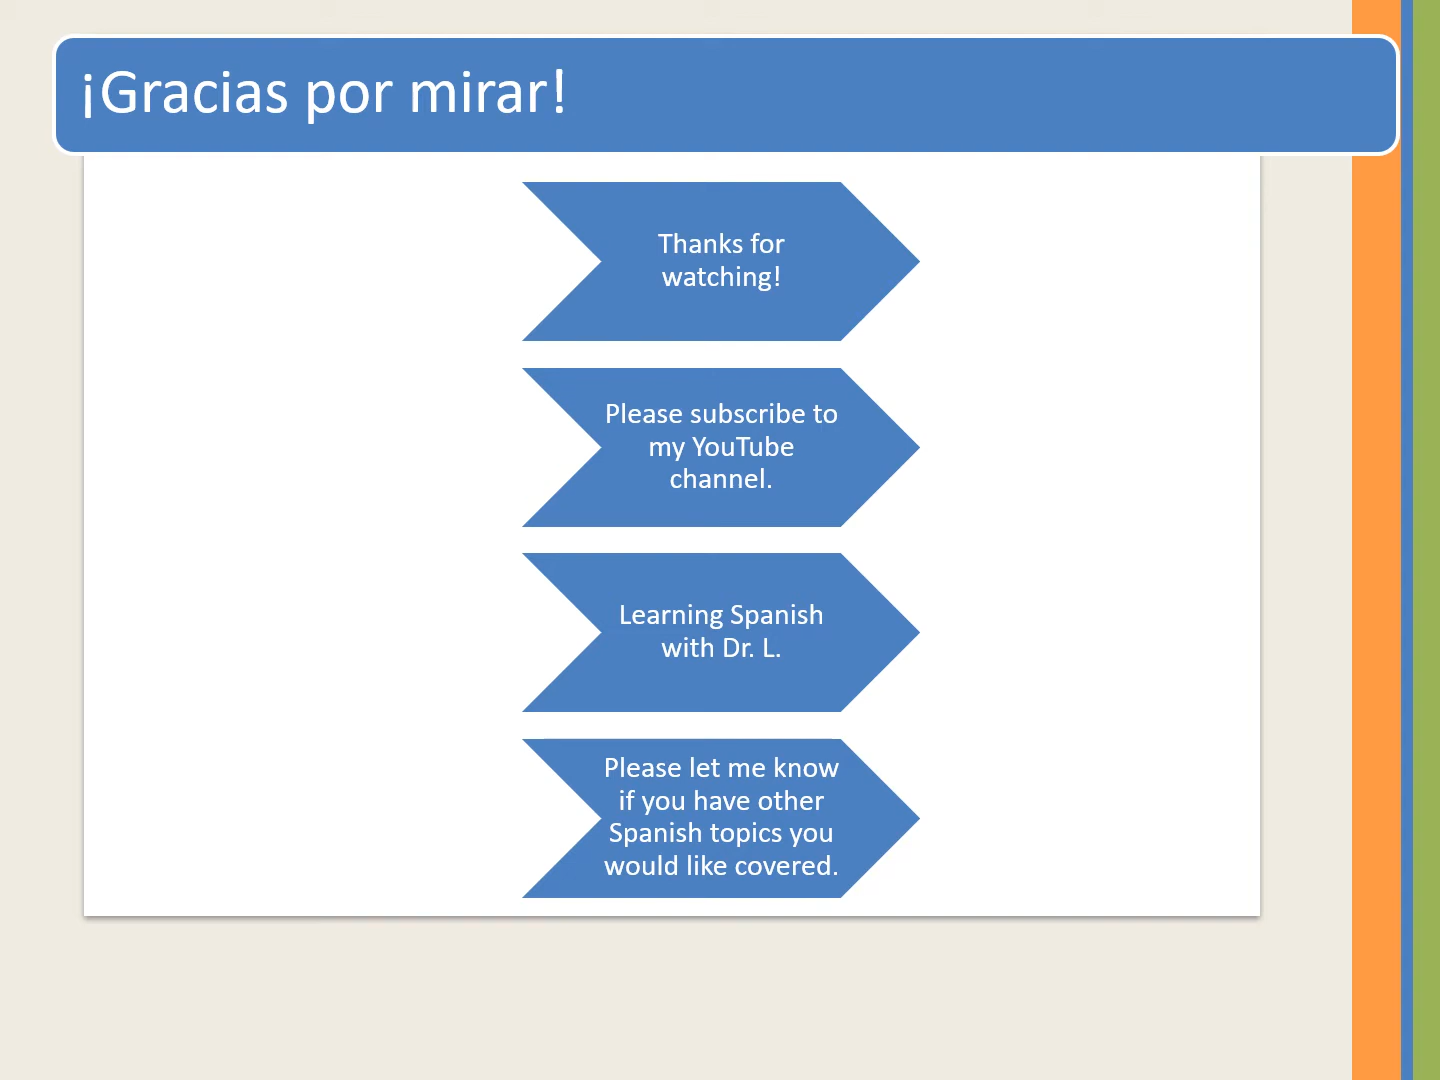 ¡Gracias por mirar!
Thanks for
watching!
Please subscribe to
my YouTube
channel.
Learning Spanish
with Dr. L.
Please let me know
if you have other
Spanish topics you
would like covered.